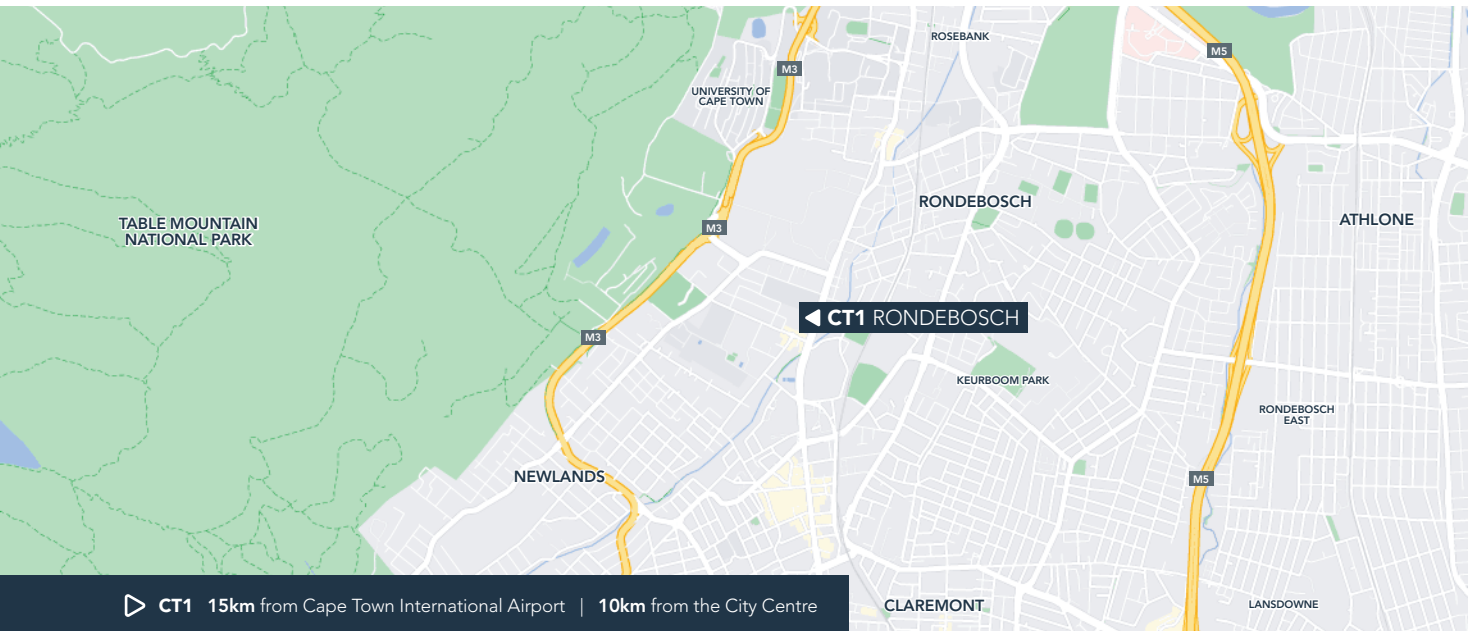 ROSEBANK
M5
M3
UNIVERSITY OF
CAPE TOWN
RONDEBOSCH
ATHLONE
TABLE MOUNTAIN
NATIONAL PARK
M3
CT1 RONDEBOSCH
M3
KEURBOOM PARK
RONDEBOSCH
EAST
NEWLANDS
M5
CT1 15km from Cape Town International Airport | 10km from the City Centre
CLAREMONT
LANSDOWNE